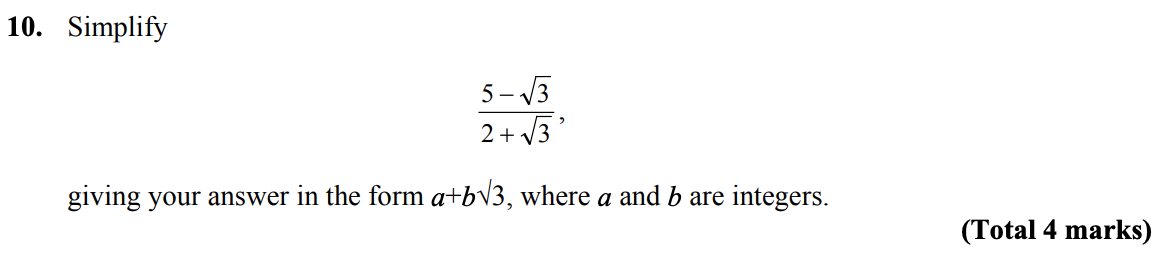 10. Simplify
5 – √3
2 + √3 ,
giving your answer in the form a+b√3, where a and b are integers.
(Total 4 marks)